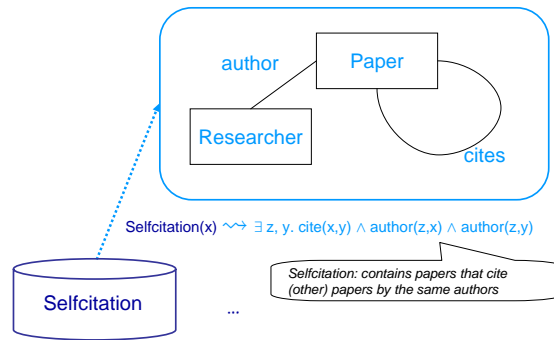 author
Paper
Researcher
cites
Selfcitation(x) ⤳ ∃ z, y. cite(x,y) ∧ author(z,x) ∧ author(z,y)
Selfcitation: contains papers that cite
(other) papers by the same authors
Selfcitation
...